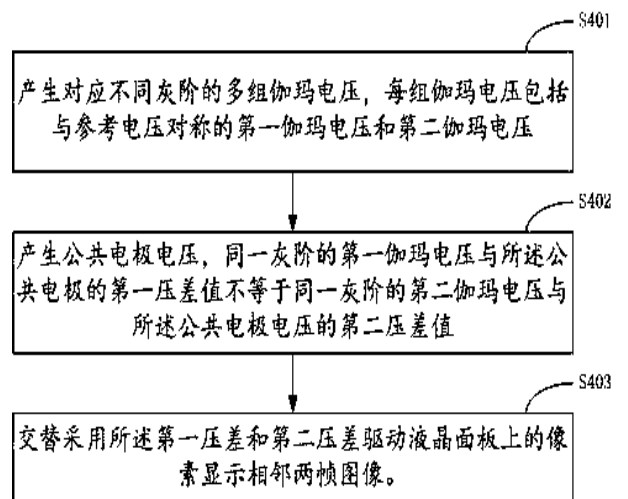 S401
产生对应不同灰阶的多组伽玛电压，每组伽玛电压包括
与参考电压对称的第一伽玛电压和第二伽玛电压
S402
产生公共电极电压，同一灰阶的第一伽玛电压与所述公
共电极的第一压差值不等于同一灰阶的第二伽玛电压与
所述公共电极电压的第二压差值
S403
交替采用所述第一压差和第二压差驱动液晶面板上的像
素显示相邻两帧图像。